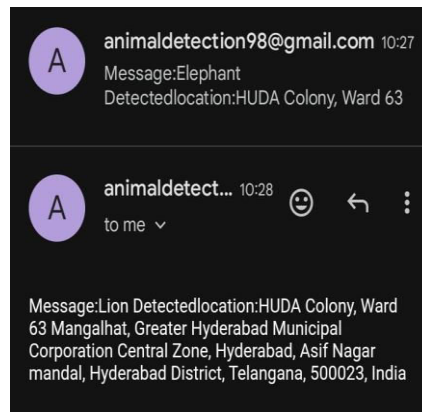 A
animaldetection98@gmail.com 10:27
Message:Elephant
Detectedlocation:HUDA Colony, Ward 63
A
animaldetect... 10:28
to me
Message:Lion Detectedlocation:HUDA Colony, Ward
63 Mangalhat, Greater Hyderabad Municipal
Corporation Central Zone, Hyderabad, Asif Nagar
mandal, Hyderabad District, Telangana, 500023, India